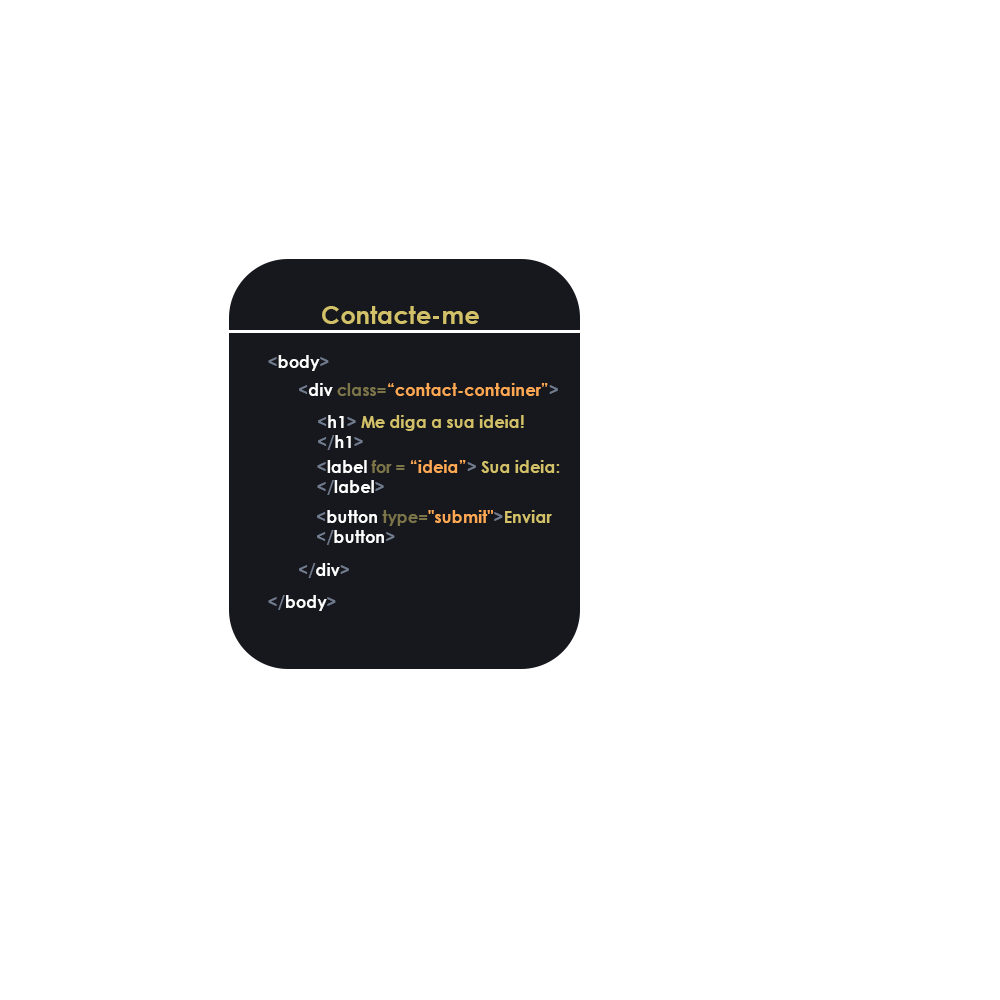 Contacte-me
<body>
<div class=“contact-container”>
<h1> Me diga a sua ideia!
</h1>
<label for = “ideia”> Sua ideia:
</label>
<button type="submit">Enviar
</button>
</div>
</body>